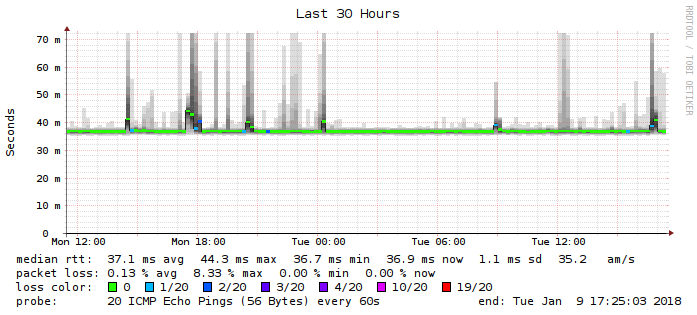 Last 30 Hours
RRDTOOL / TOBI OETIKER
Seconds
70 m
60 m
50 m
40 m
30 m
20 m
10 m
0
Mon 12:00 Mon 18:00 Tue 00:00 Tue 06:00 Tue 12:00
median rtt: 37.1 ms avg 44.3 ms max 36.7 ms min 36.9 ms now 1.1 ms sd 35.2 am/s
packet loss: 0.13 % avg 8.33 % max 0.00 % min 0.00 % now
loss color: 0 1/20 2/20 3/20 4/20 10/20 19/20
probe: 20 ICMP Echo Pings (56 Bytes) every 60s end: Tue Jan 9 17:25:03 2018